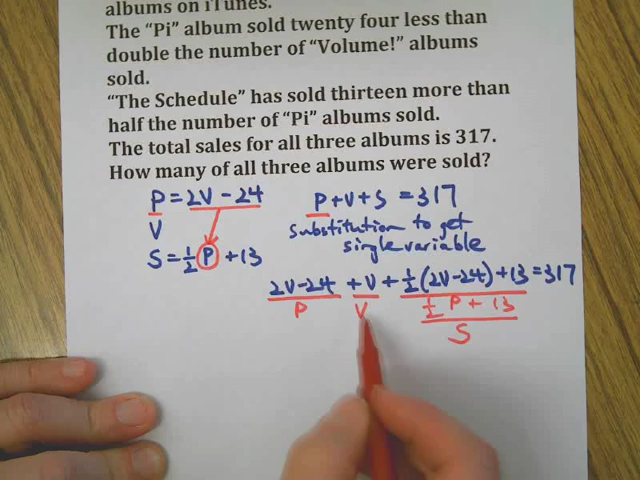 albums on iTunes.
The “Pi” album sold twenty four less than
double the number of “Volume!” albums
sold.
“The Schedule” has sold thirteen more than
half the number of “Pi” albums sold.
The total sales for all three albums is 317.
How many of all three albums were sold?
P = 2V - 24
V
S = ½ P + 13
P + V + S = 317
Substitution to get
single variable
2V - 24 + V + ½(2V - 24) + 13 = 317
P V ½ P + 13
S